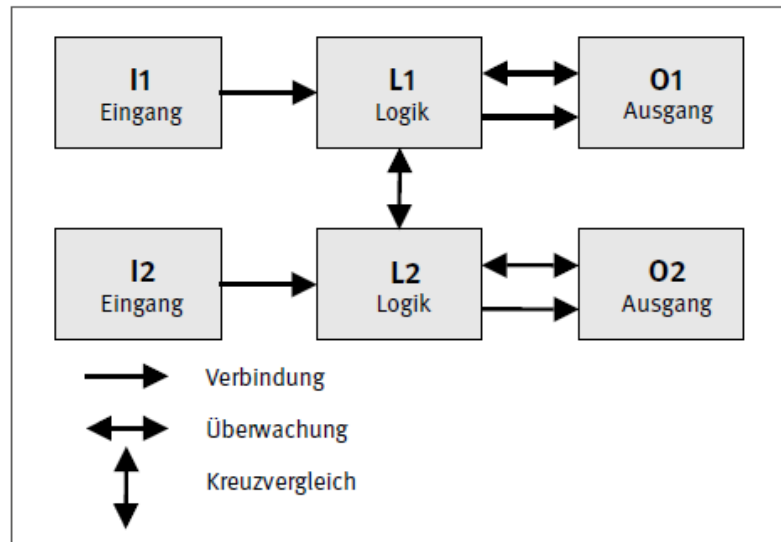 I1
Eingang
L1
Logik
O1
Ausgang
I2
Eingang
L2
Logik
O2
Ausgang
Verbindung
Überwachung
Kreuzvergleich